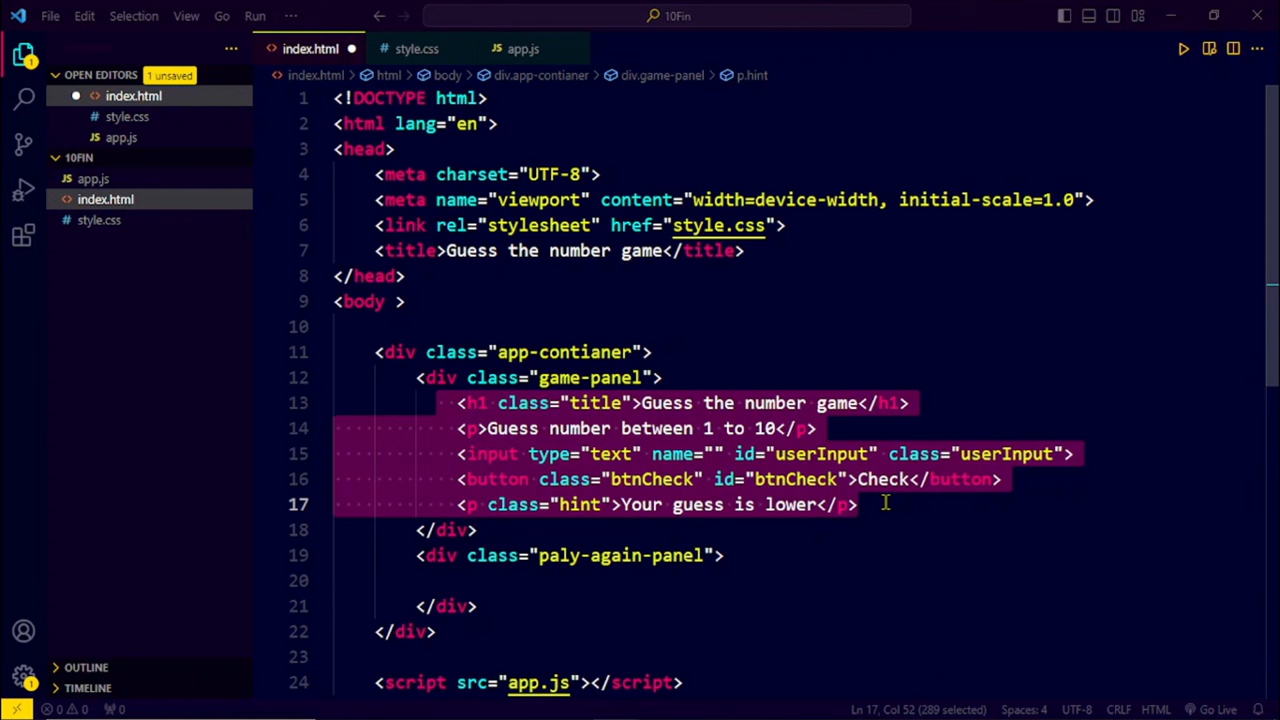 File Edit Selection View Go Run ··· 10Fin
index.html style.css app.js
index.html > html > body > div.app-contianer > div.game-panel > p.hint
OPEN EDITORS 1 unsaved
index.html
style.css
JS app.js
10FIN
JS app.js
index.html
style.css
OUTLINE
TIMELINE
1 <!DOCTYPE html>
2 <html lang="en">
3 <head>
4 <meta charset="UTF-8">
5 <meta name="viewport" content="width=device-width, initial-scale=1.0">
6 <link rel="stylesheet" href="style.css">
7 <title>Guess the number game</title>
8 </head>
9 <body >
10
11 <div class="app-contianer">
12 <div class="game-panel">
13 <h1 class="title">Guess the number game</h1>
14 <p>Guess number between 1 to 10</p>
15 <input type="text" name="" id="userInput" class="userInput">
16 <button class="btnCheck" id="btnCheck">Check</button>
17 <p class="hint">Your guess is lower</p>
18 </div>
19 <div class="paly-again-panel">
20
21 </div>
22 </div>
23
24 <script src="app.js"></script>
0 0 0 Ln 17, Col 52 (289 selected) Spaces: 4 UTF-8 CRLF HTML Go Live